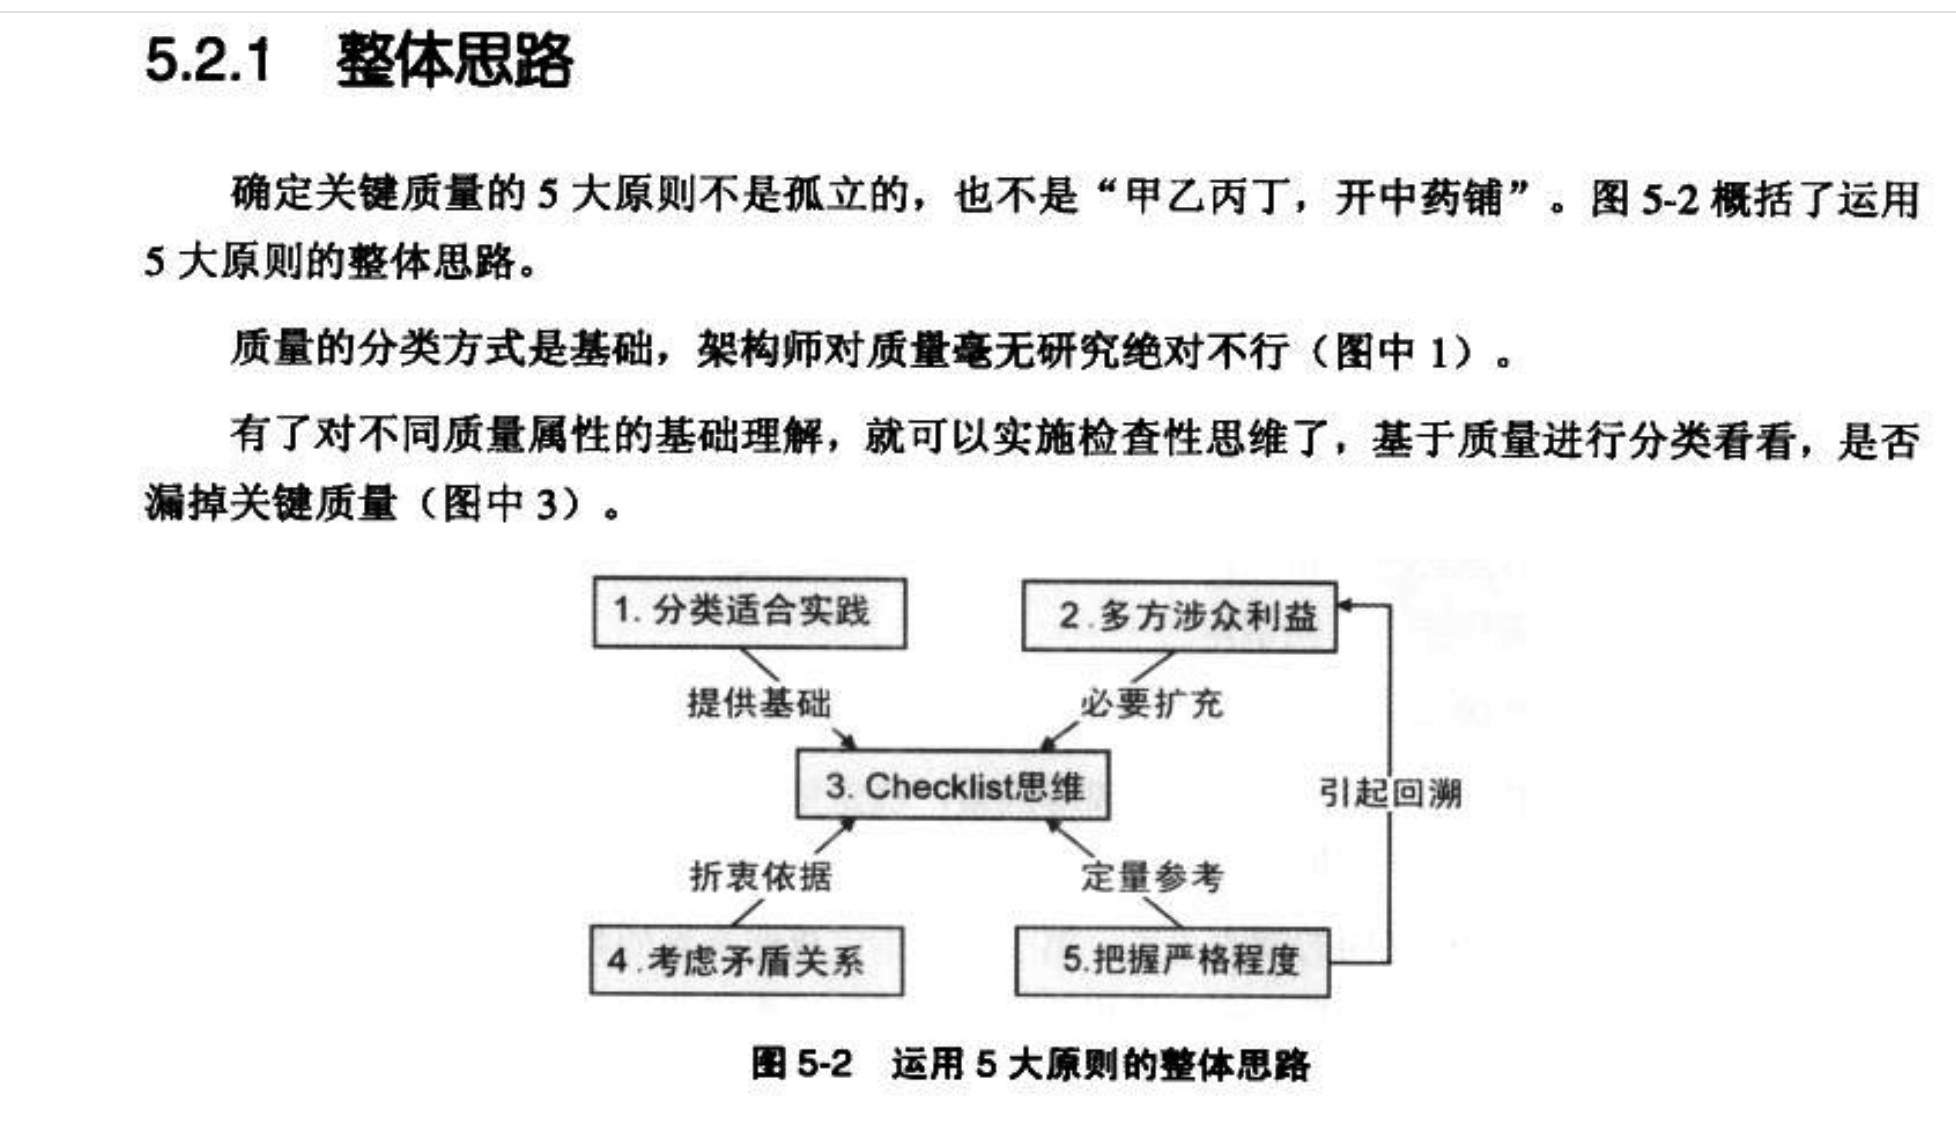 5.2.1 整体思路
确定关键质量的 5 大原则不是孤立的，也不是“甲乙丙丁，开中药铺”。图 5-2 概括了运用
5 大原则的整体思路。
质量的分类方式是基础，架构师对质量毫无研究绝对不行（图中 1）。
有了对不同质量属性的基础理解，就可以实施检查性思维了，基于质量进行分类看看，是否
漏掉关键质量（图中 3）。
1. 分类适合实践
2.多方涉众利益
提供基础
必要扩充
3. Checklist思维
引起回溯
折衷依据
定量参考
4.考虑矛盾关系
5.把握严格程度
图 5-2 运用 5 大原则的整体思路